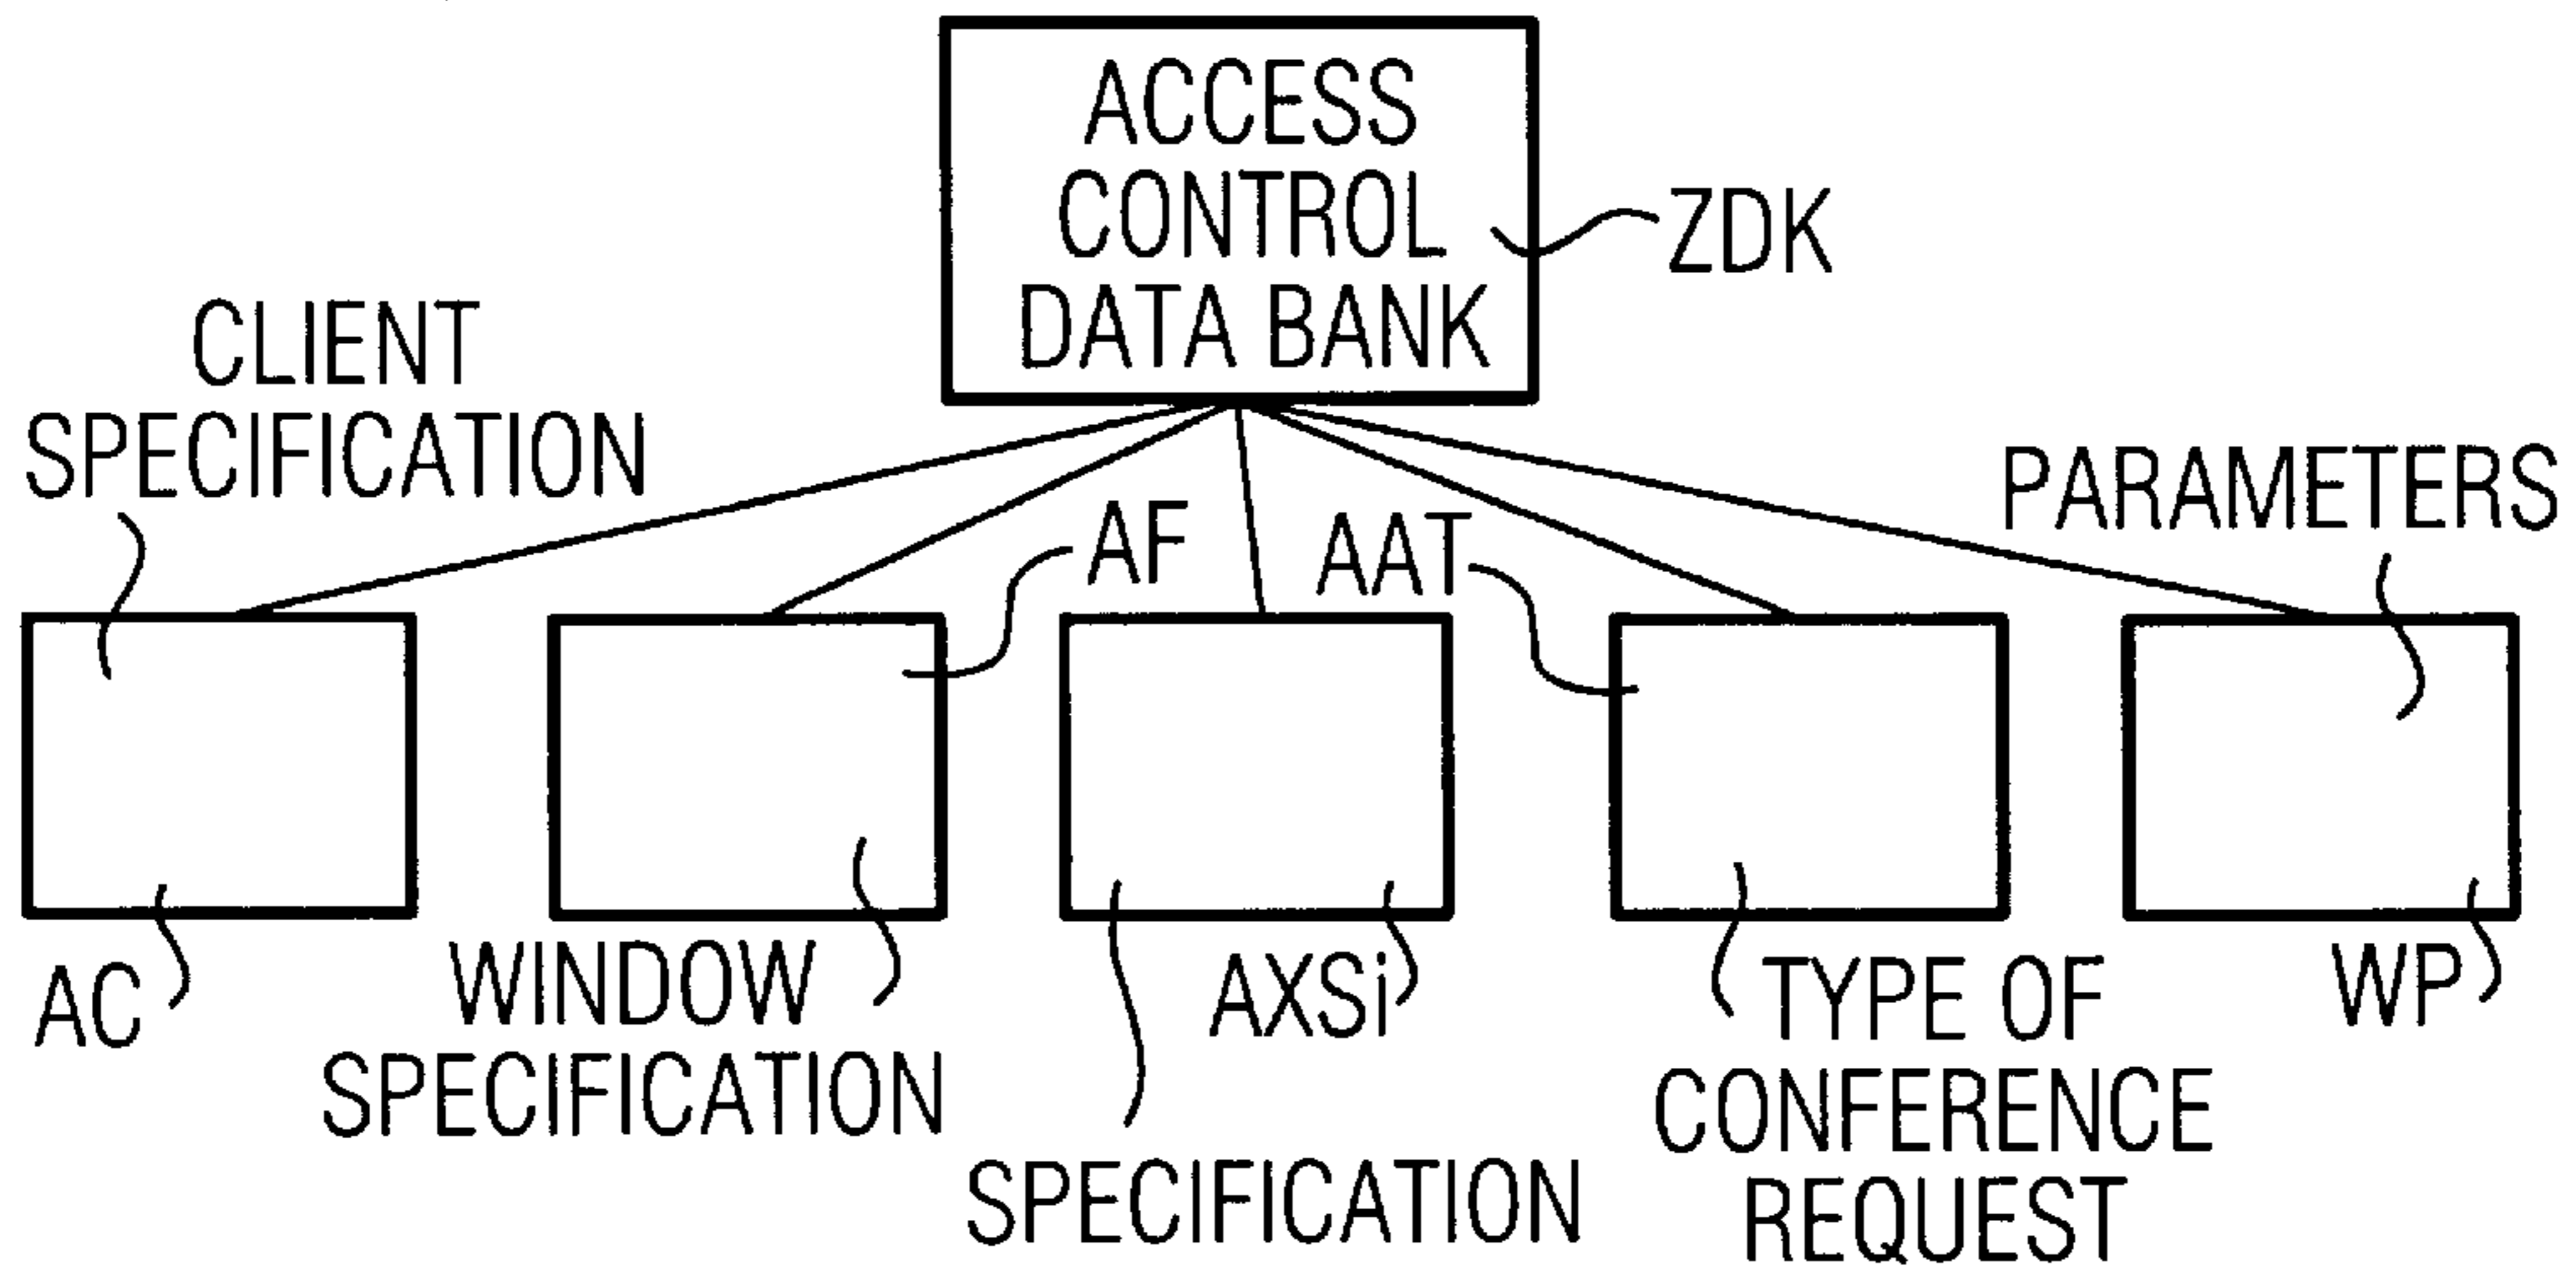 ACCESS
CONTROL
DATA BANK
ZDK
CLIENT
SPECIFICATION
PARAMETERS
AF
AAT
AC
WINDOW
SPECIFICATION
AXSi
SPECIFICATION
TYPE OF
CONFERENCE
REQUEST
WP